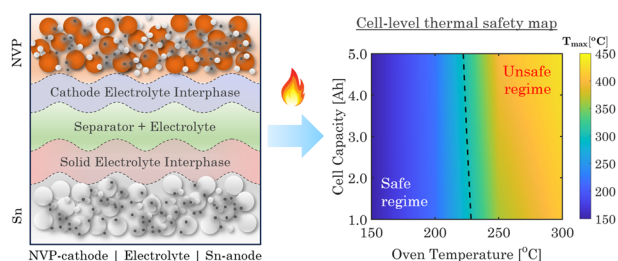 NVP
Cathode Electrolyte Interphase
Separator + Electrolyte
Solid Electrolyte Interphase
Sn
NVP-cathode | Electrolyte | Sn-anode
Cell-level thermal safety map
Tmax[°C]
Cell Capacity [Ah]
5.0
4.0
3.0
2.0
1.0
Unsafe
regime
Safe
regime
150
200
250
300
Oven Temperature [°C]
450
400
350
300
250
200
150